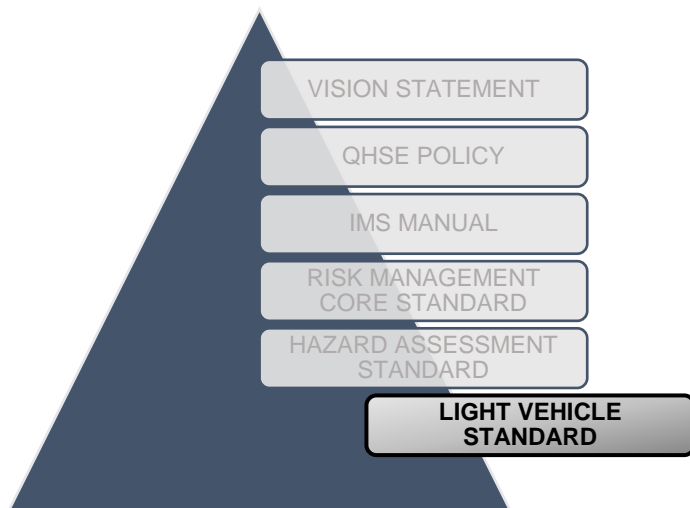 VISION STATEMENT
QHSE POLICY
IMS MANUAL
RISK MANAGEMENT
CORE STANDARD
HAZARD ASSESSMENT
STANDARD
LIGHT VEHICLE
STANDARD